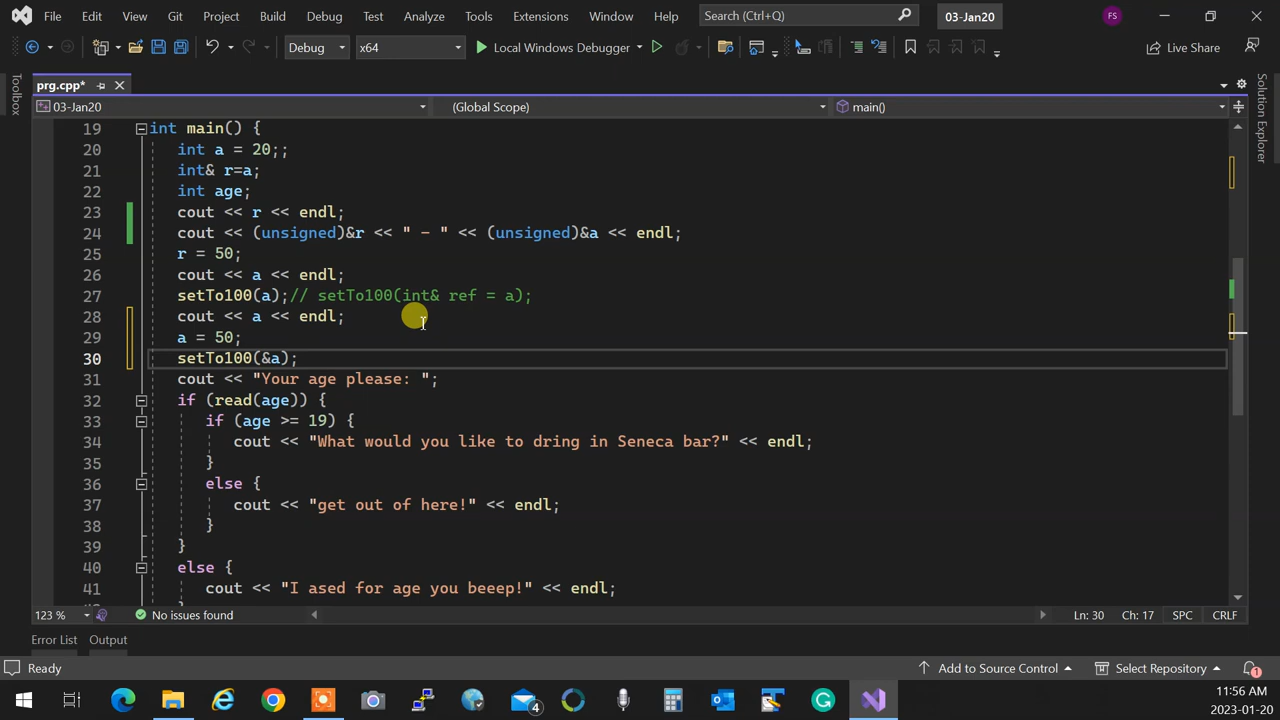 File Edit View Git Project Build Debug Test Analyze Tools Extensions Window Help Search (Ctrl+Q) 03-Jan20 FS
Debug x64 Local Windows Debugger Live Share
prg.cpp*
Toolbox
Solution Explorer
03-Jan20 (Global Scope) main()
19 int main() {
20 int a = 20;;
21 int& r=a;
22 int age;
23 cout << r << endl;
24 cout << (unsigned)&r << " - " << (unsigned)&a << endl;
25 r = 50;
26 cout << a << endl;
27 setTo100(a);// setTo100(int& ref = a);
28 cout << a << endl;
29 a = 50;
30 setTo100(&a);
31 cout << "Your age please: ";
32 if (read(age)) {
33 if (age >= 19) {
34 cout << "What would you like to dring in Seneca bar?" << endl;
35 }
36 else {
37 cout << "get out of here!" << endl;
38 }
39 }
40 else {
41 cout << "I ased for age you beeep!" << endl;
123 % No issues found Ln: 30 Ch: 17 SPC CRLF
Error List Output
Ready Add to Source Control Select Repository 1
4
11:56 AM
2023-01-20